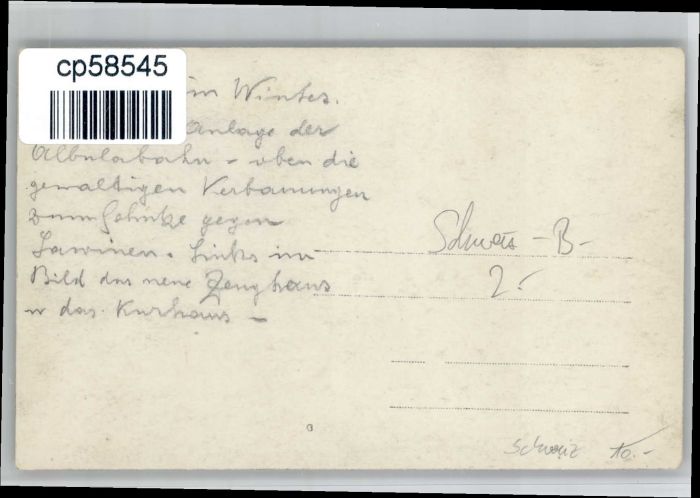 cp58545
im Winter.
Anlage der
Albulabahn - oben die
gewaltigen Verbauungen
zum Schutze gegen
Lawinen. Links im
Bild das neue Zeughaus
u das Kurhaus -
Schweiz - B -
2.-
Schweiz 10.-